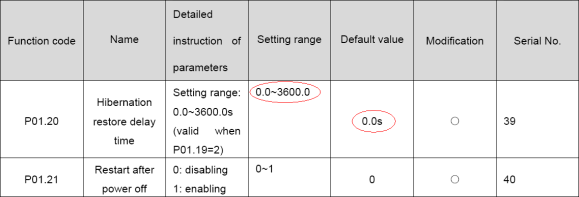 Function code
Name
Detailed
instruction of
parameters
Setting range
Default value
Modification
Serial No.
P01.20
Hibernation
restore delay
time
Setting range:
0.0~3600.0s
(valid when
P01.19=2)
0.0~3600.0
0.0s
○
39
P01.21
Restart after
power off
0: disabling
1: enabling
0~1
0
○
40